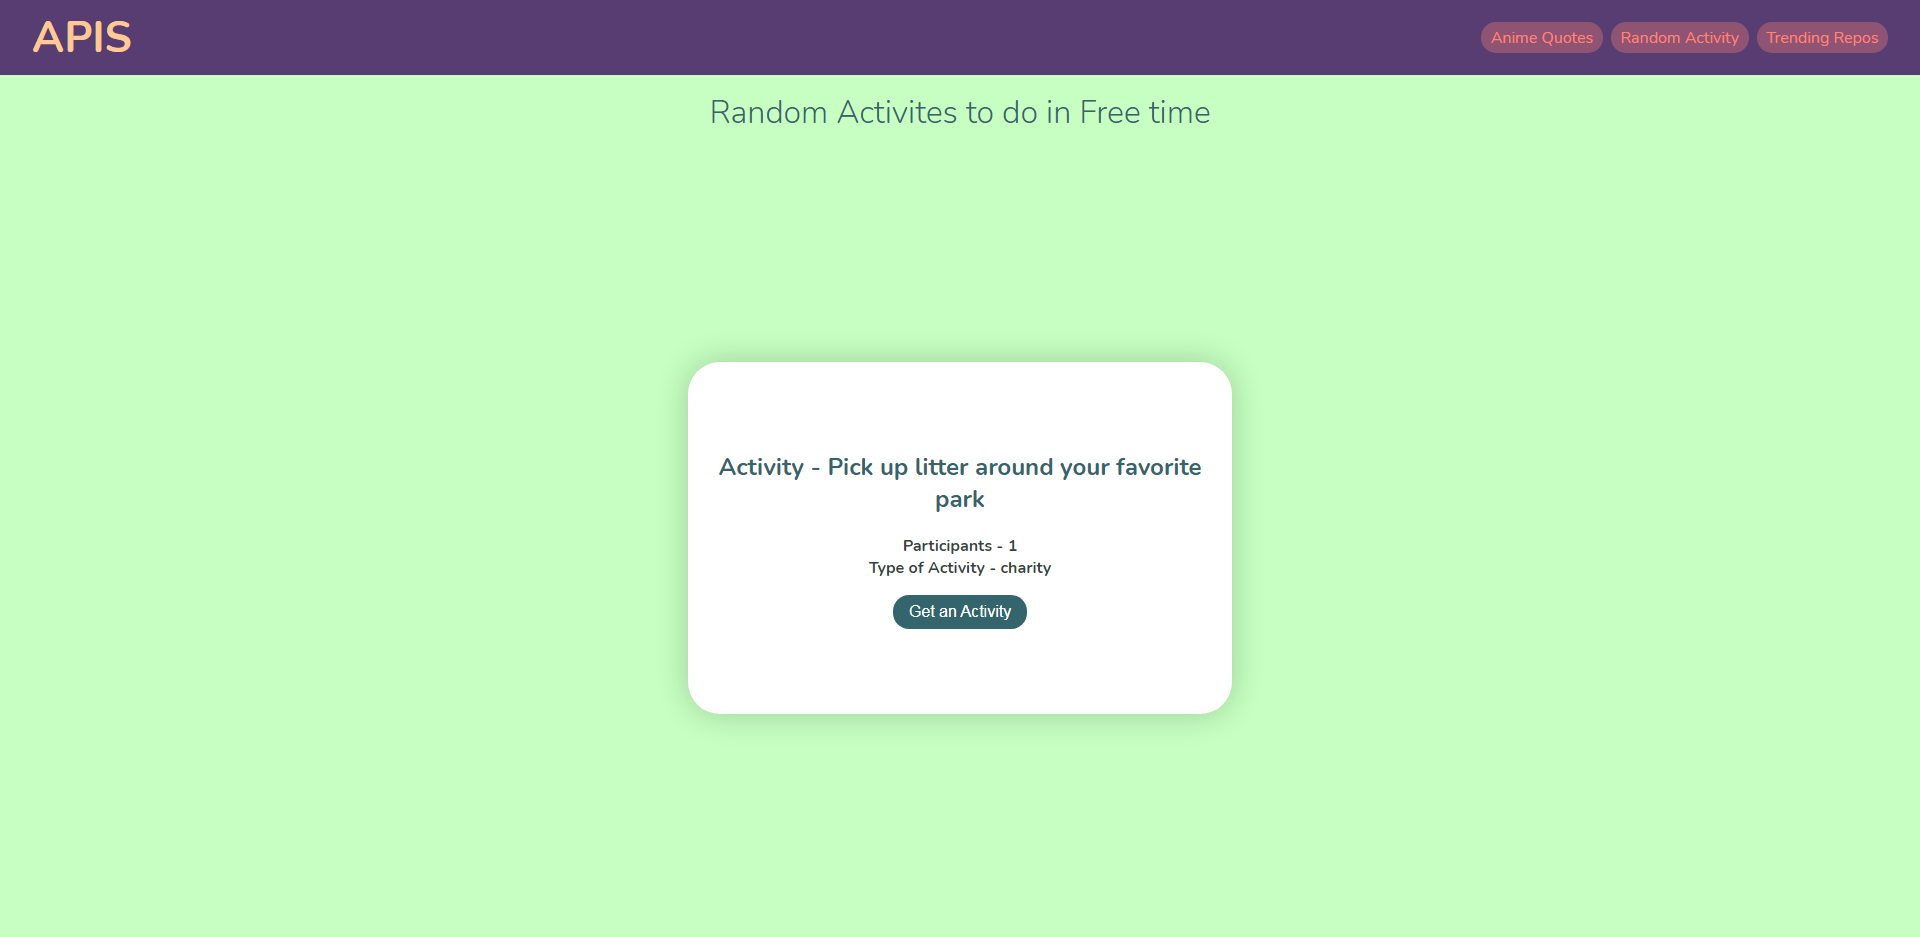 APIS
Anime Quotes
Random Activity
Trending Repos
Random Activites to do in Free time
Activity - Pick up litter around your favorite
park
Participants - 1
Type of Activity - charity
Get an Activity